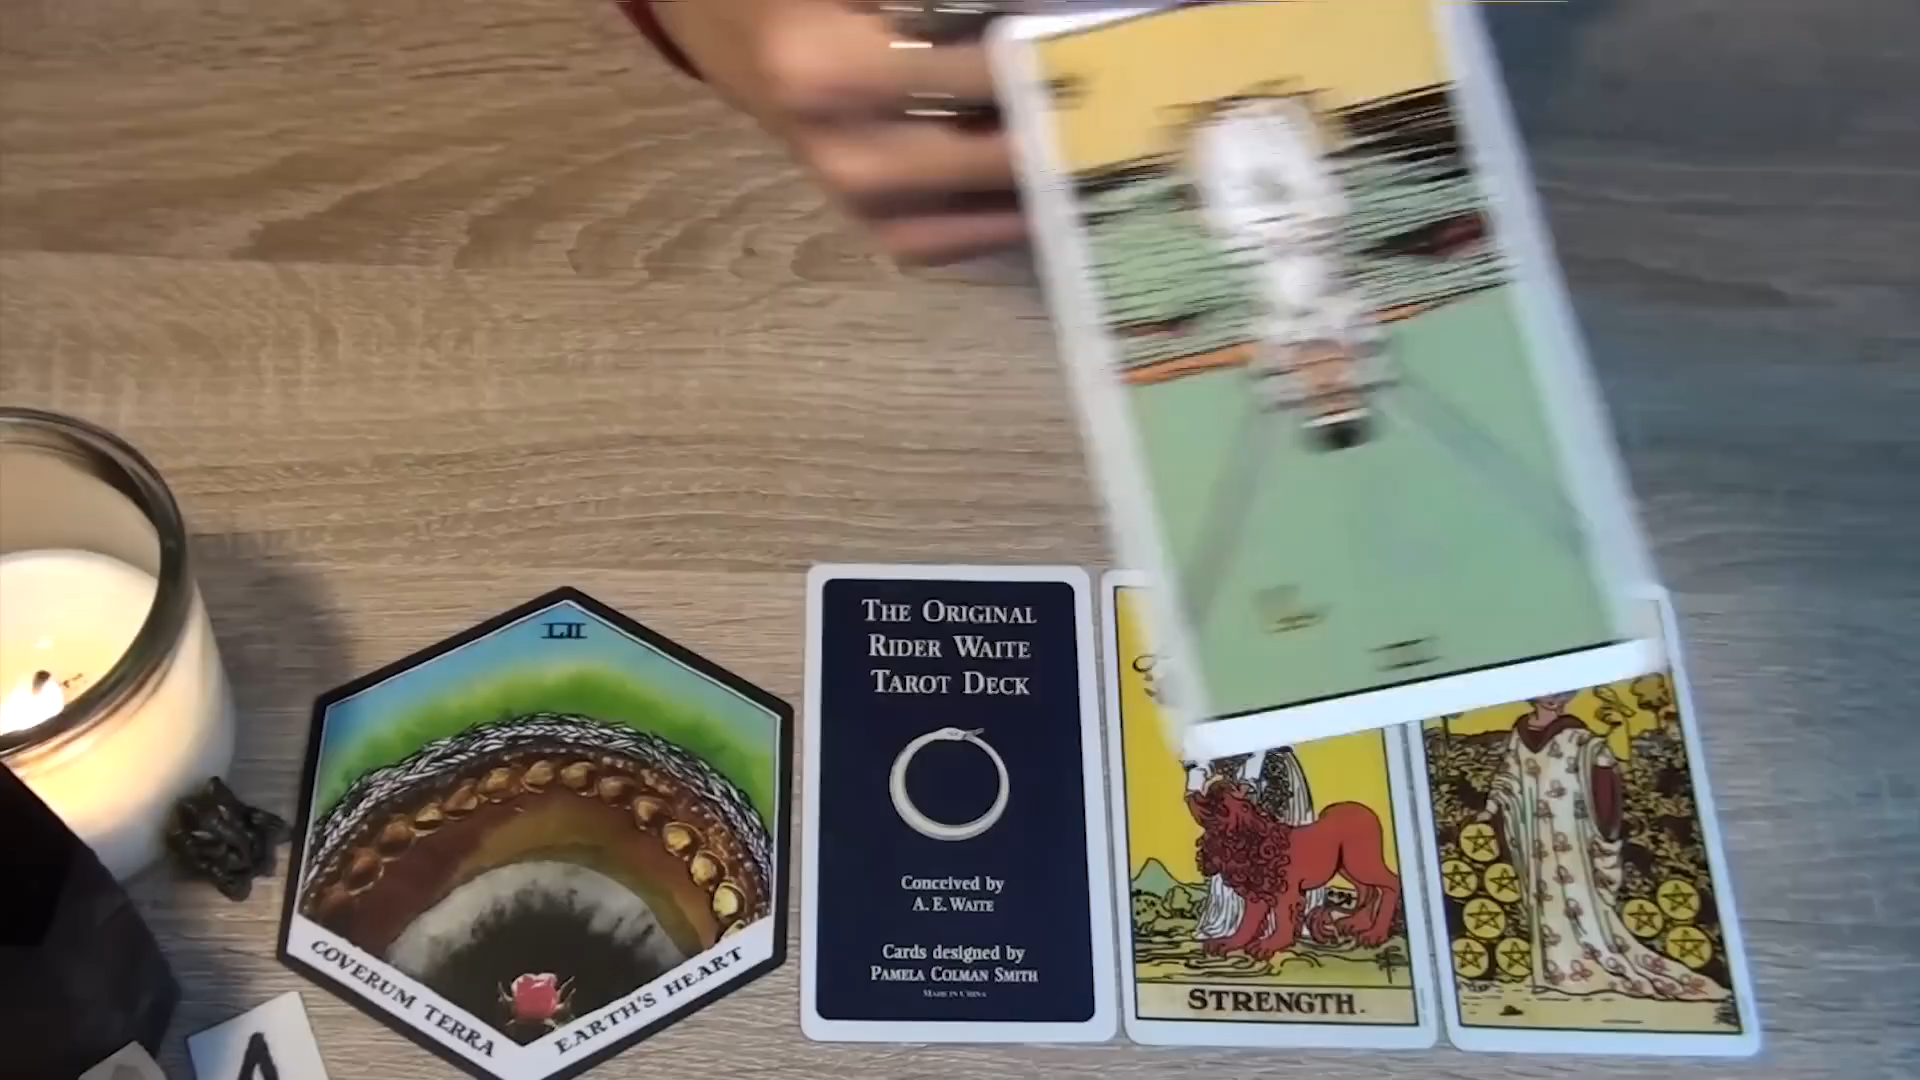 LII
COVERUM TERRA
EARTH'S HEART
THE ORIGINAL
RIDER WAITE
TAROT DECK
Conceived by
A. E. WAITE
Cards designed by
PAMELA COLMAN SMITH
MADE IN CHINA
STRENGTH.